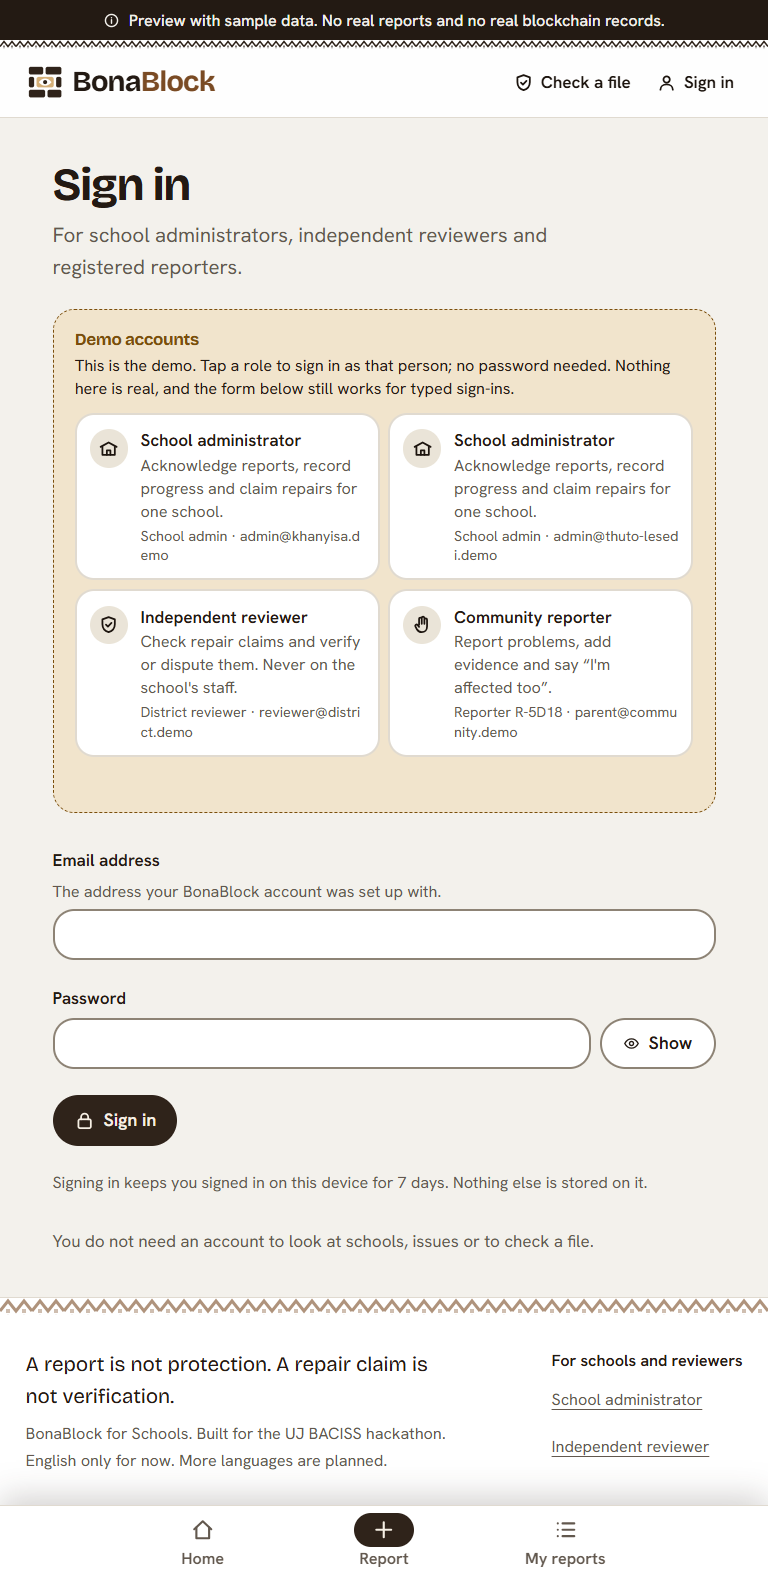 Preview with sample data. No real reports and no real blockchain records.
BonaBlock
Check a file
Sign in
Sign in
For school administrators, independent reviewers and
registered reporters.
Demo accounts
This is the demo. Tap a role to sign in as that person; no password needed. Nothing
here is real, and the form below still works for typed sign-ins.
School administrator
Acknowledge reports, record
progress and claim repairs for
one school.
School admin · admin@khanyisa.d
emo
School administrator
Acknowledge reports, record
progress and claim repairs for
one school.
School admin · admin@thuto-lesed
i.demo
Independent reviewer
Check repair claims and verify
or dispute them. Never on the
school's staff.
District reviewer · reviewer@distri
ct.demo
Community reporter
Report problems, add
evidence and say “I'm
affected too”.
Reporter R-5D18 · parent@commu
nity.demo
Email address
The address your BonaBlock account was set up with.
Password
Show
Sign in
Signing in keeps you signed in on this device for 7 days. Nothing else is stored on it.
You do not need an account to look at schools, issues or to check a file.
A report is not protection. A repair claim is
not verification.
BonaBlock for Schools. Built for the UJ BACISS hackathon.
English only for now. More languages are planned.
For schools and reviewers
School administrator
Independent reviewer
Home
Report
My reports